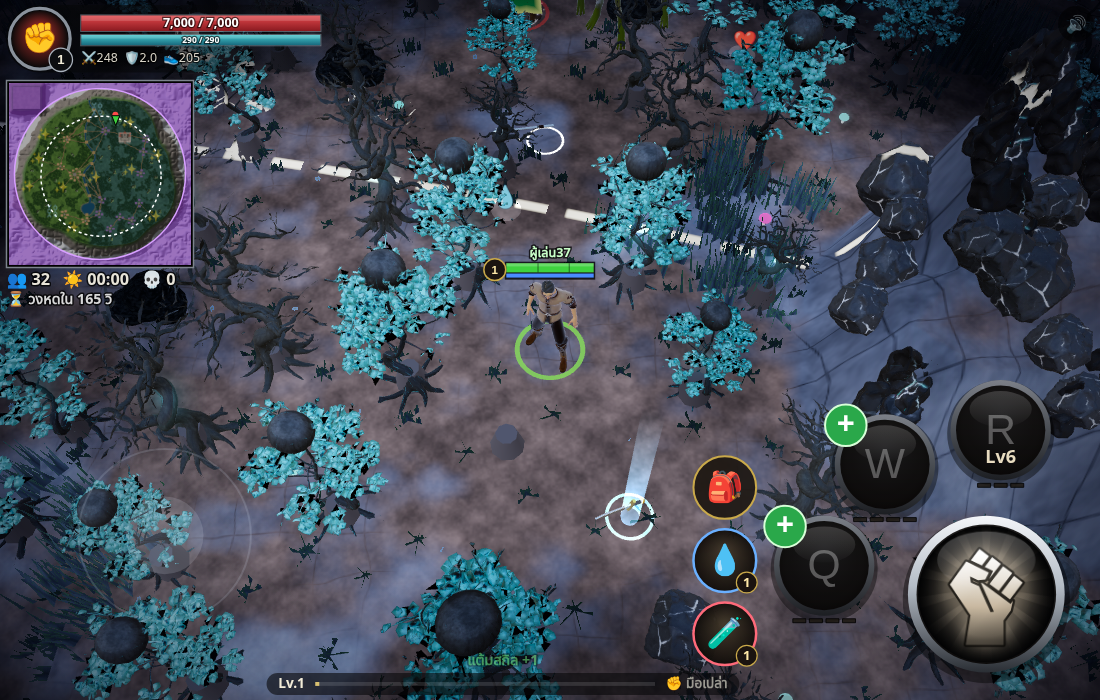 7,000 / 7,000
290 / 290
1
248 2.0 205
32 00:00 0
วงหดใน 165 วิ
ผู้เล่น37
1
W
R
Lv6
Q
1
1
แต้มสกิล +1
Lv.1
มือเปล่า